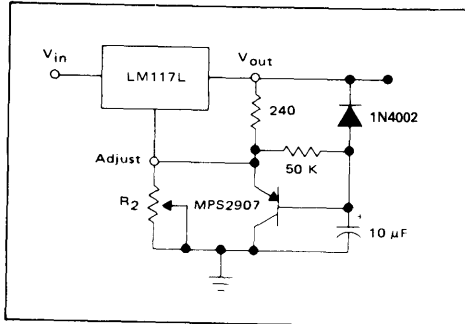 Vin
LM117L
Vout
240
1N4002
Adjust
50 K
R2
MPS2907
+
10 µF